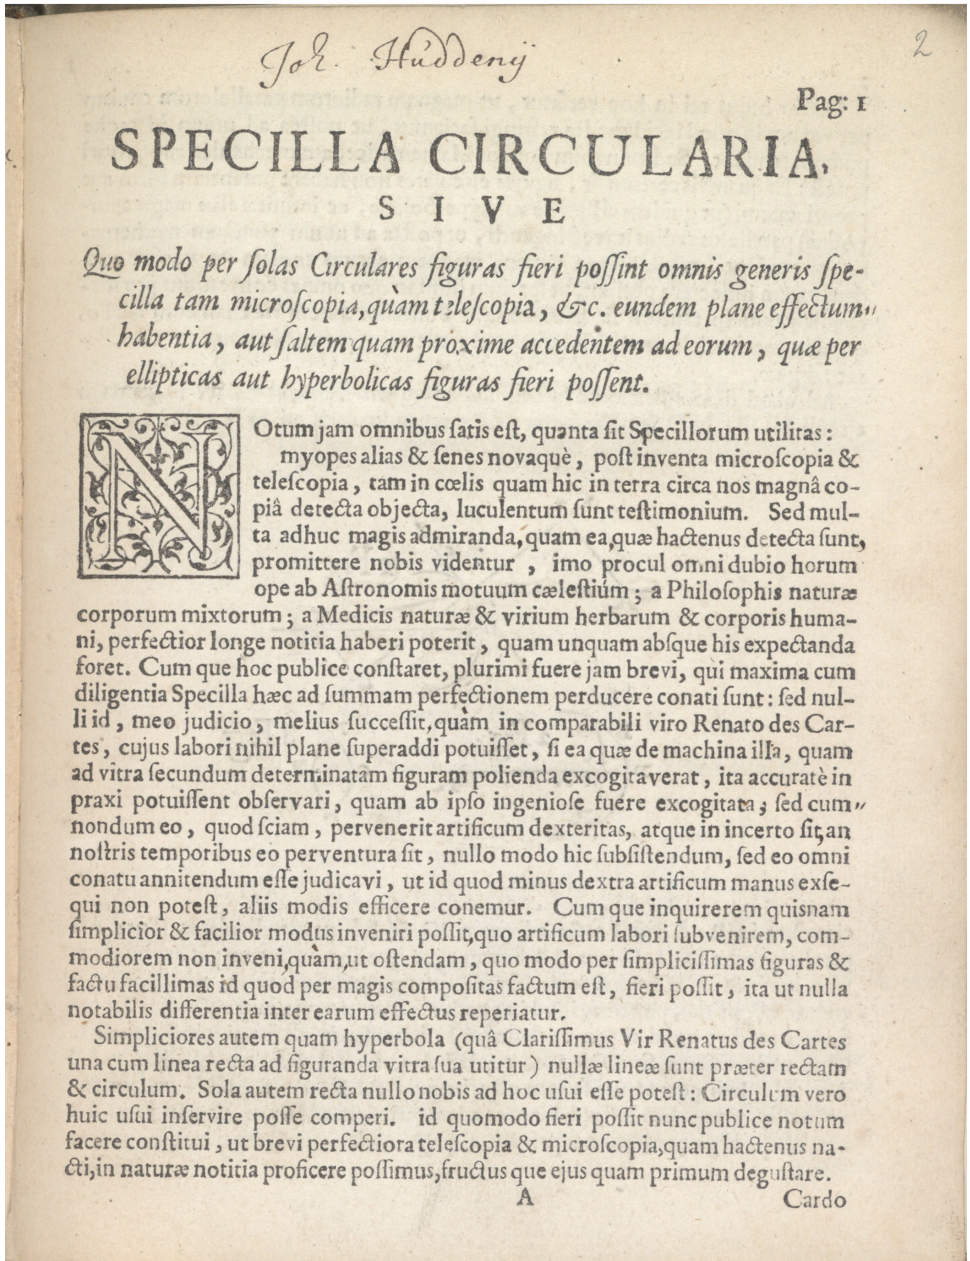 Joh. Huddenij
2
Pag: 1
SPECILLA CIRCULARIA,
SIVE
Quo modo per ſolas Circulares figuras fieri poſſint omnis generis ſpe-
cilla tam microſcopia, quàm teleſcopia, &c. eundem plane effectum„
habentia, aut ſaltem quam proxime accedentem ad eorum, quæ per
ellipticas aut hyperbolicas figuras fieri poſſent.
NOtum jam omnibus ſatis eſt, quanta ſit Specillorum utilitas:
myopes alias & ſenes novaquè, poſt inventa microſcopia &
teleſcopia, tam in cœlis quam hic in terra circa nos magnâ co-
piâ detecta objecta, luculentum ſunt teſtimonium. Sed mul-
ta adhuc magis admiranda, quam ea, quæ hactenus detecta ſunt,
promittere nobis videntur, imo procul omni dubio horum
ope ab Aſtronomis motuum cæleſtium; a Philoſophis naturæ
corporum mixtorum; a Medicis naturæ & virium herbarum & corporis huma-
ni, perfectior longe notitia haberi poterit, quam unquam abſque his expectanda
foret. Cum que hoc publice conſtaret, plurimi fuere jam brevi, qui maxima cum
diligentia Specilla hæc ad ſummam perfectionem perducere conati ſunt: ſed nul-
li id, meo judicio, melius ſucceſſit, quàm in comparabili viro Renato des Car-
tes, cujus labori nihil plane ſuperaddi potuiſſet, ſi ea quæ de machina illa, quam
ad vitra ſecundum determinatam figuram polienda excogitaverat, ita accuratè in
praxi potuiſſent obſervari, quam ab ipſo ingenioſe fuêre excogitata; ſed cum„
nondum eo, quod ſciam, pervenerit artificum dexteritas, atque in incerto ſit, an
noſtris temporibus eo perventura ſit, nullo modo hic ſubſiſtendum, ſed eo omni
conatu annitendum eſſe judicavi, ut id quod minus dextra artificum manus exſe-
qui non poteſt, aliis modis efficere conemur. Cum que inquirerem quisnam
ſimplicior & facilior modus inveniri poſſit, quo artificum labori ſubvenirem, com-
modiorem non inveni, quàm, ut oſtendam, quo modo per ſimpliciſſimas figuras &
factu facillimas id quod per magis compoſitas factum eſt, fieri poſſit, ita ut nulla
notabilis differentia inter earum effectus reperiatur.
Simpliciores autem quam hyperbola (quâ Clariſſimus Vir Renatus des Cartes
una cum linea recta ad figuranda vitra ſua utitur) nullæ lineæ ſunt præter rectam
& circulum. Sola autem recta nullo nobis ad hoc uſui eſſe poteſt: Circulum vero
huic uſui inſervire poſſe comperi. id quomodo fieri poſſit nunc publice notum
facere conſtitui, ut brevi perfectiora teleſcopia & microſcopia, quam hactenus na-
cti, in naturæ notitia proficere poſſimus, fructus que ejus quam primum deguſtare.
A
Cardo